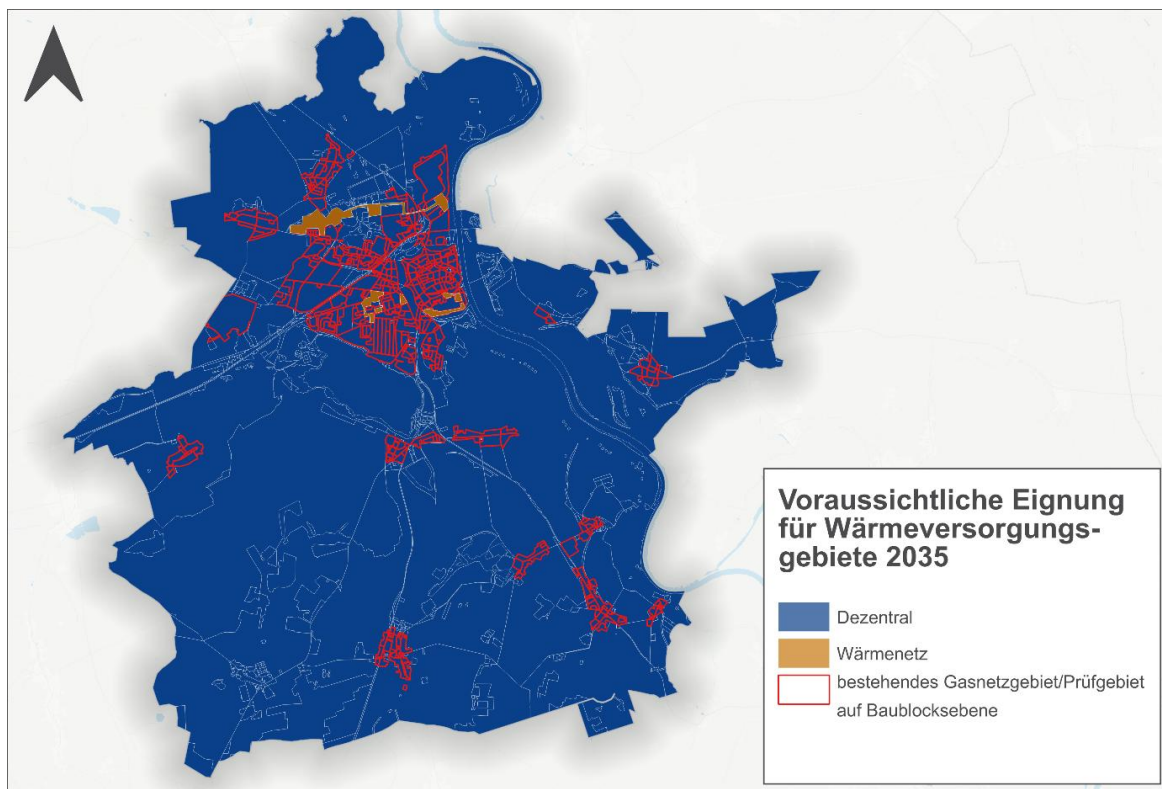 Voraussichtliche Eignung
für Wärmeversorgungs-
gebiete 2035
Dezentral
Wärmenetz
bestehendes Gasnetzgebiet/Prüfgebiet
auf Baublocksebene